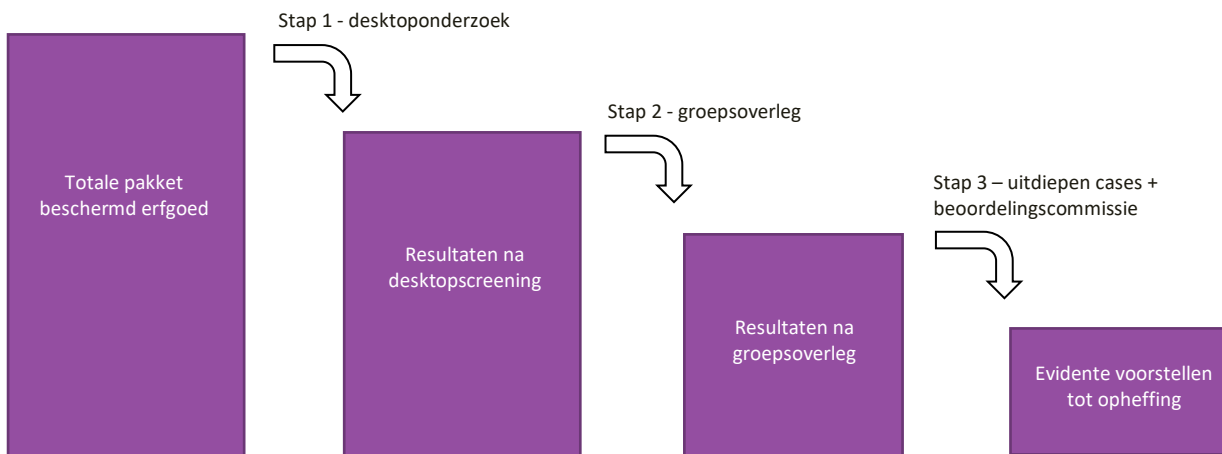 Stap 1 - desktoponderzoek
Totale pakket
beschermd erfgoed
Stap 2 - groepsoverleg
Resultaten na
desktopscreening
Stap 3 – uitdiepen cases +
beoordelingscommissie
Resultaten na
groepsoverleg
Evidente voorstellen
tot opheffing